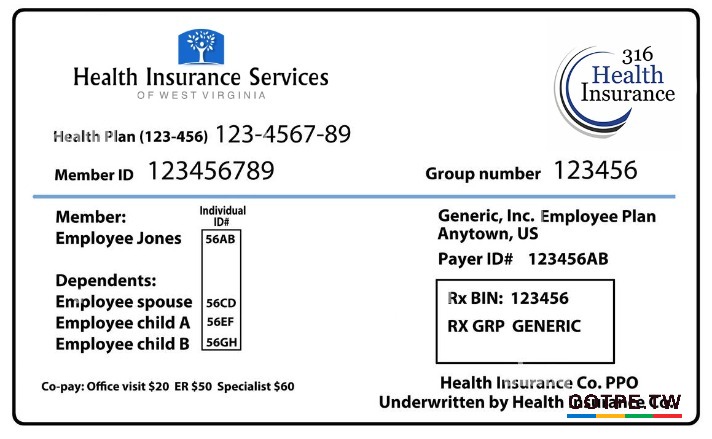 Health Insurance Services
OF WEST VIRGINIA
316
Health
Insurance
Health Plan (123-456) 123-4567-89
Member ID 123456789
Group number 123456
Member:
Individual
ID#
Employee Jones 56AB
Dependents:
Employee spouse 56CD
Employee child A 56EF
Employee child B 56GH
Generic, Inc. Employee Plan
Anytown, US
Payer ID# 123456AB
Rx BIN: 123456
RX GRP GENERIC
Co-pay: Office visit $20 ER $50 Specialist $60
Health Insurance Co. PPO
Underwritten by Health Insurance Co.
COTPE.TW